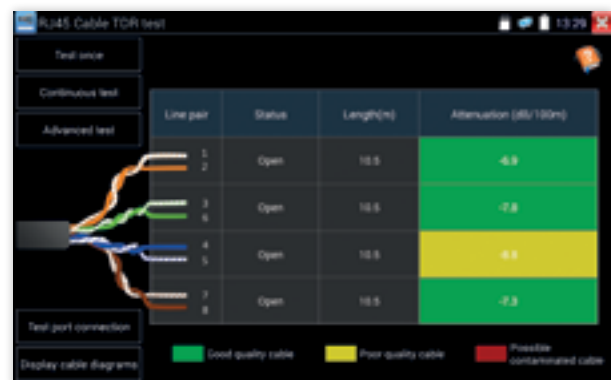 RJ45 Cable TDR test
13:29
Test once
Continuous test
Advanced test
Line pair Status Length(m) Attenuation (dB/100m)
1
2
Open 10.5 -6.9
3
6
Open 10.5 -7.8
4
5
Open 10.5
7
8
Open 10.5 -7.3
Test port connection
Display cable diagrams
Good quality cable
Poor quality cable
Possible
contaminated cable